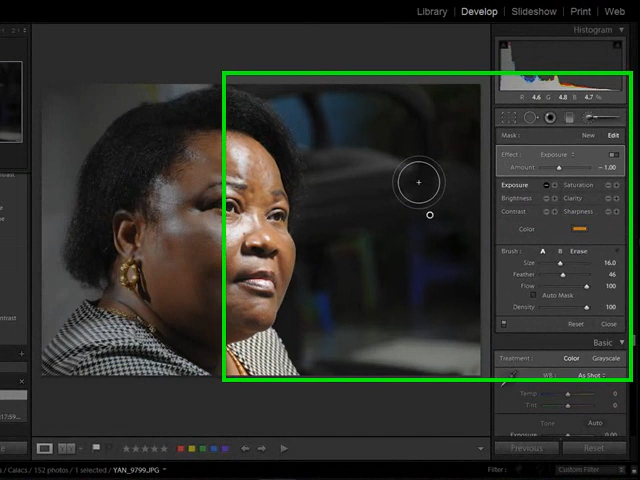 Library | Develop | Slideshow | Print | Web
Histogram
R 4.6 G 4.8 B 4.7 %
Mask : New Edit
Effect : Exposure
Amount - 1.00
Exposure Saturation
Brightness Clarity
Contrast Sharpness
Color
Brush : A B Erase
Size 16.0
Feather 46
Flow 100
Auto Mask
Density 100
Reset Close
Basic
Treatment : Color Grayscale
WB : As Shot
Temp 0
Tint 0
Tone Auto
Exposure 0.00
Previous Reset
/ Calacs / 152 photos / 1 selected / YAN_9799.JPG
Filter : Custom Filter